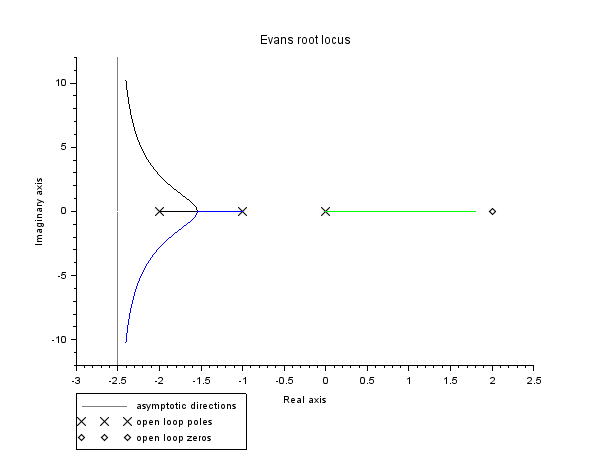 Evans root locus
10
5
0
-5
-10
Imaginary axis
-3 -2.5 -2 -1.5 -1 -0.5 0 0.5 1 1.5 2 2.5
Real axis
asymptotic directions
open loop poles
open loop zeros